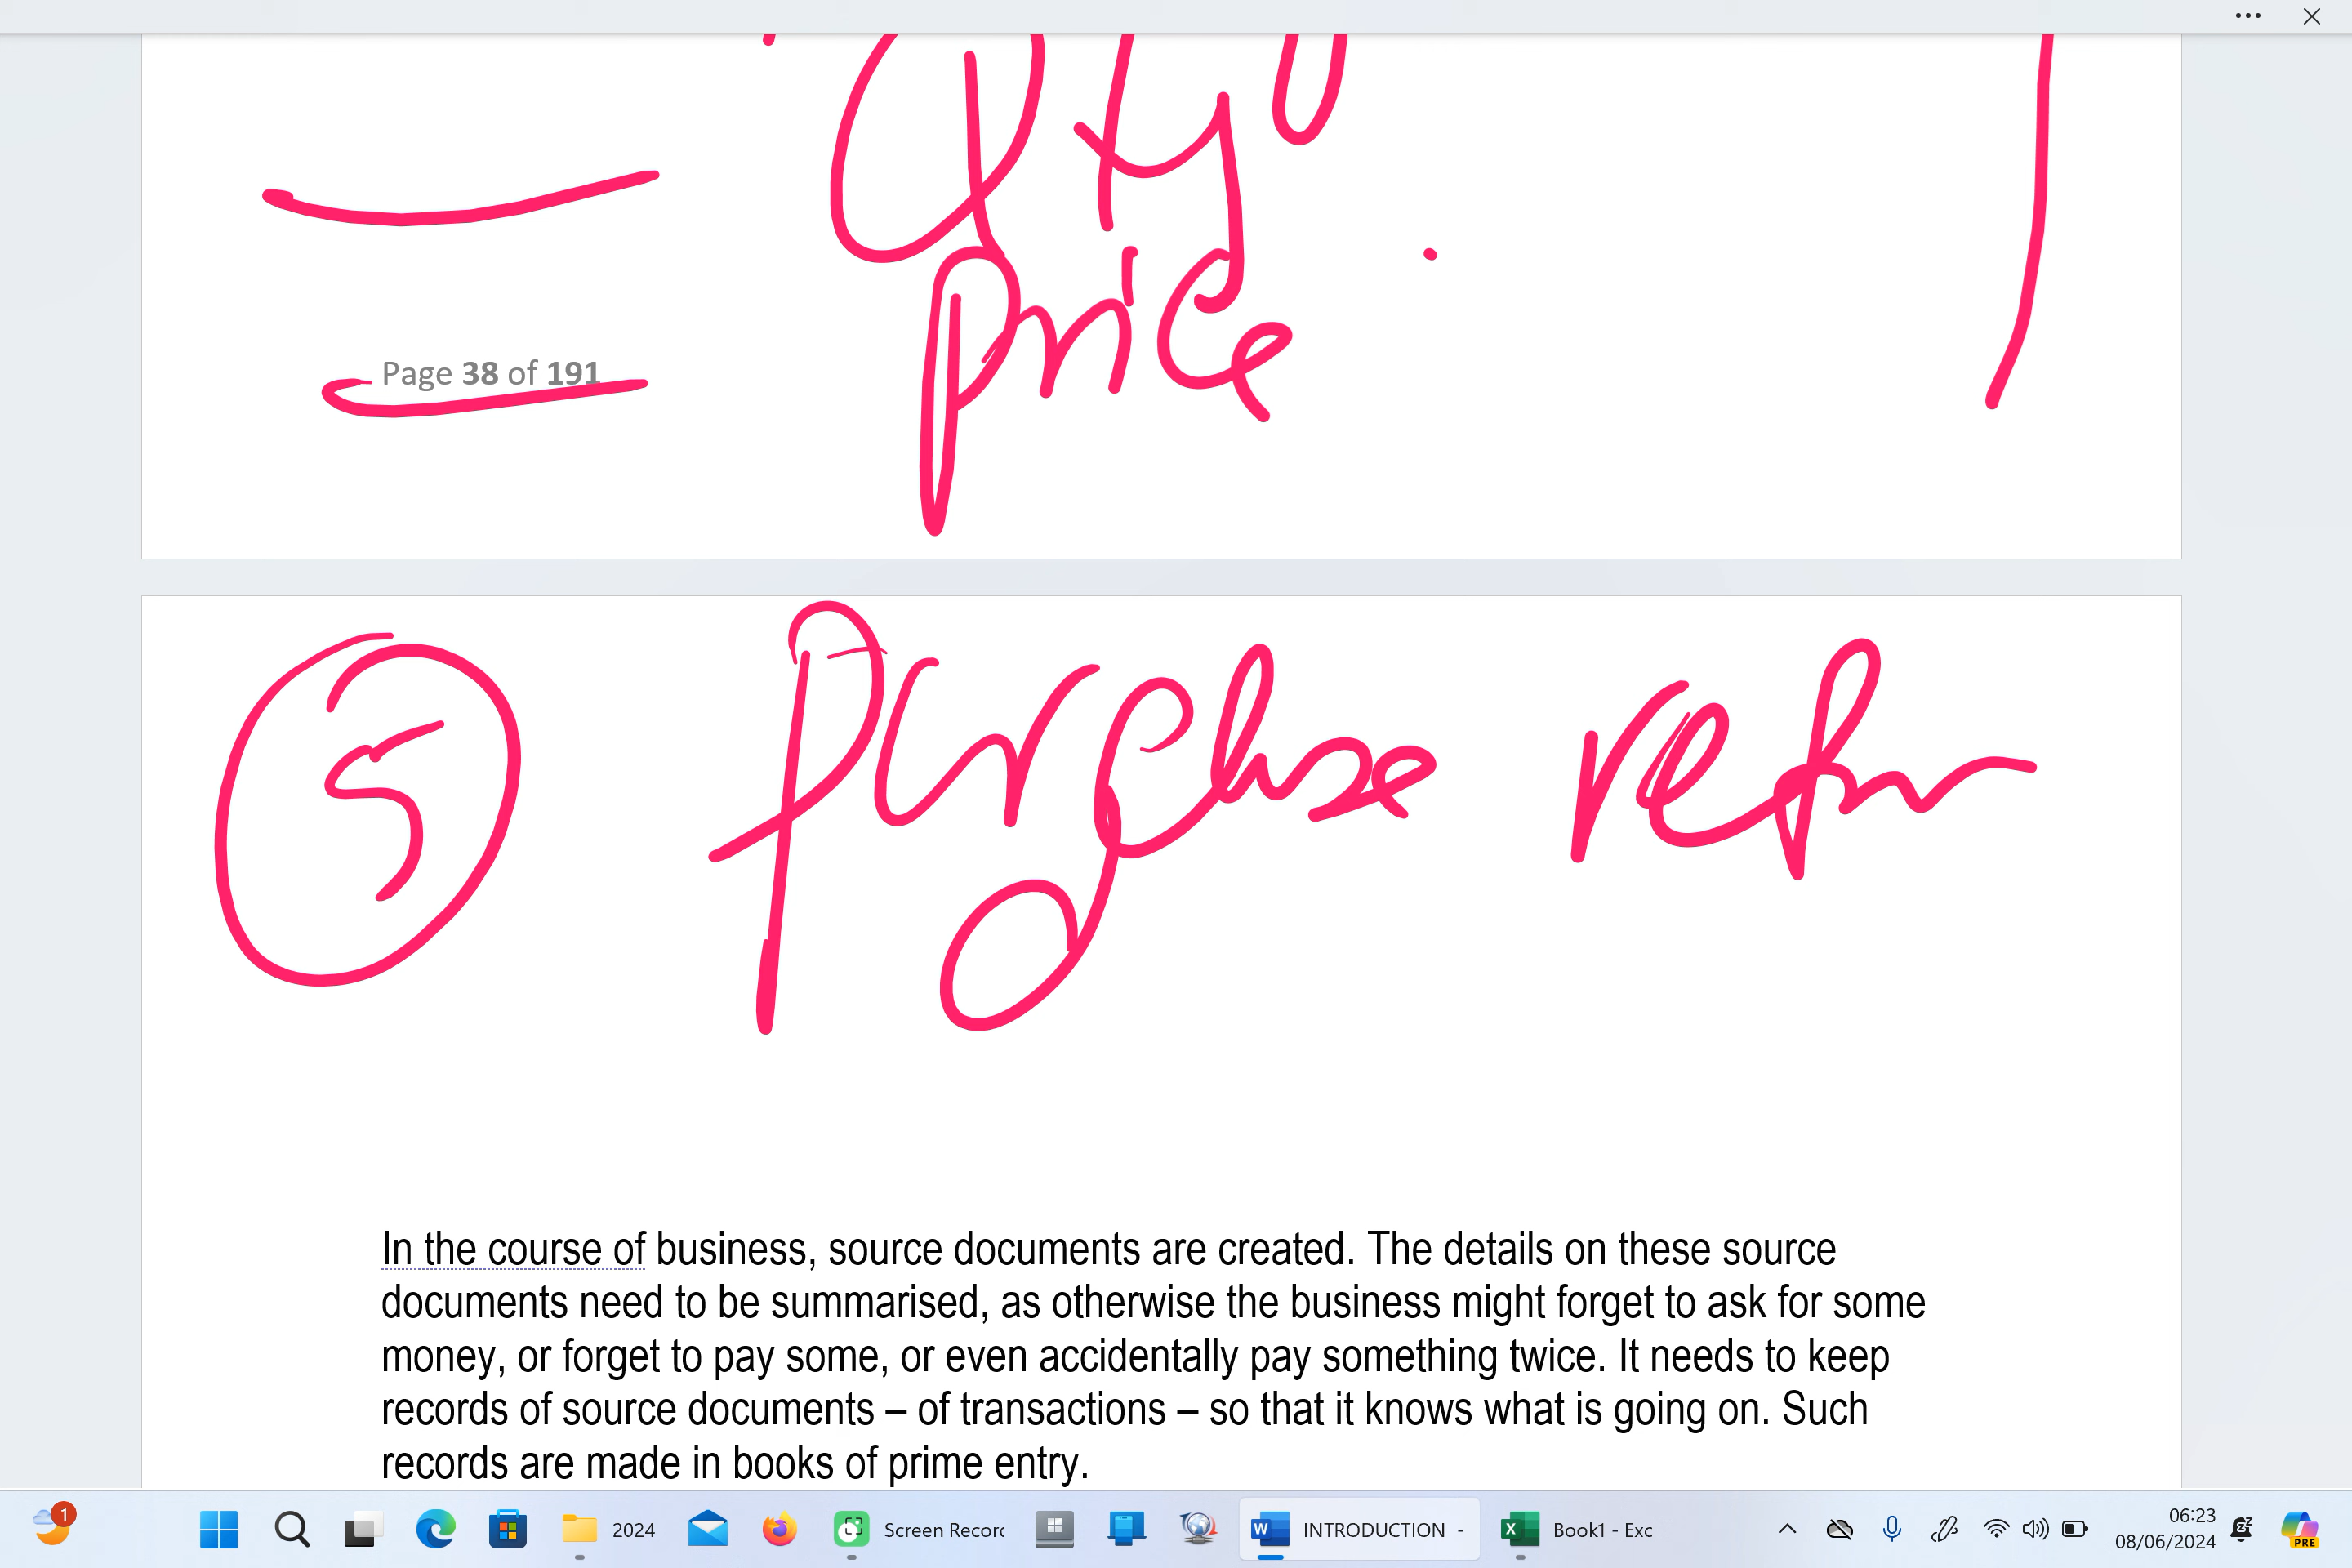 Qty
price
Page 38 of 191
5 Purchase return
In the course of business, source documents are created. The details on these source
documents need to be summarised, as otherwise the business might forget to ask for some
money, or forget to pay some, or even accidentally pay something twice. It needs to keep
records of source documents – of transactions – so that it knows what is going on. Such
records are made in books of prime entry.
1
2024
Screen Record
INTRODUCTION -
Book1 - Exc
06:23
08/06/2024
PRE